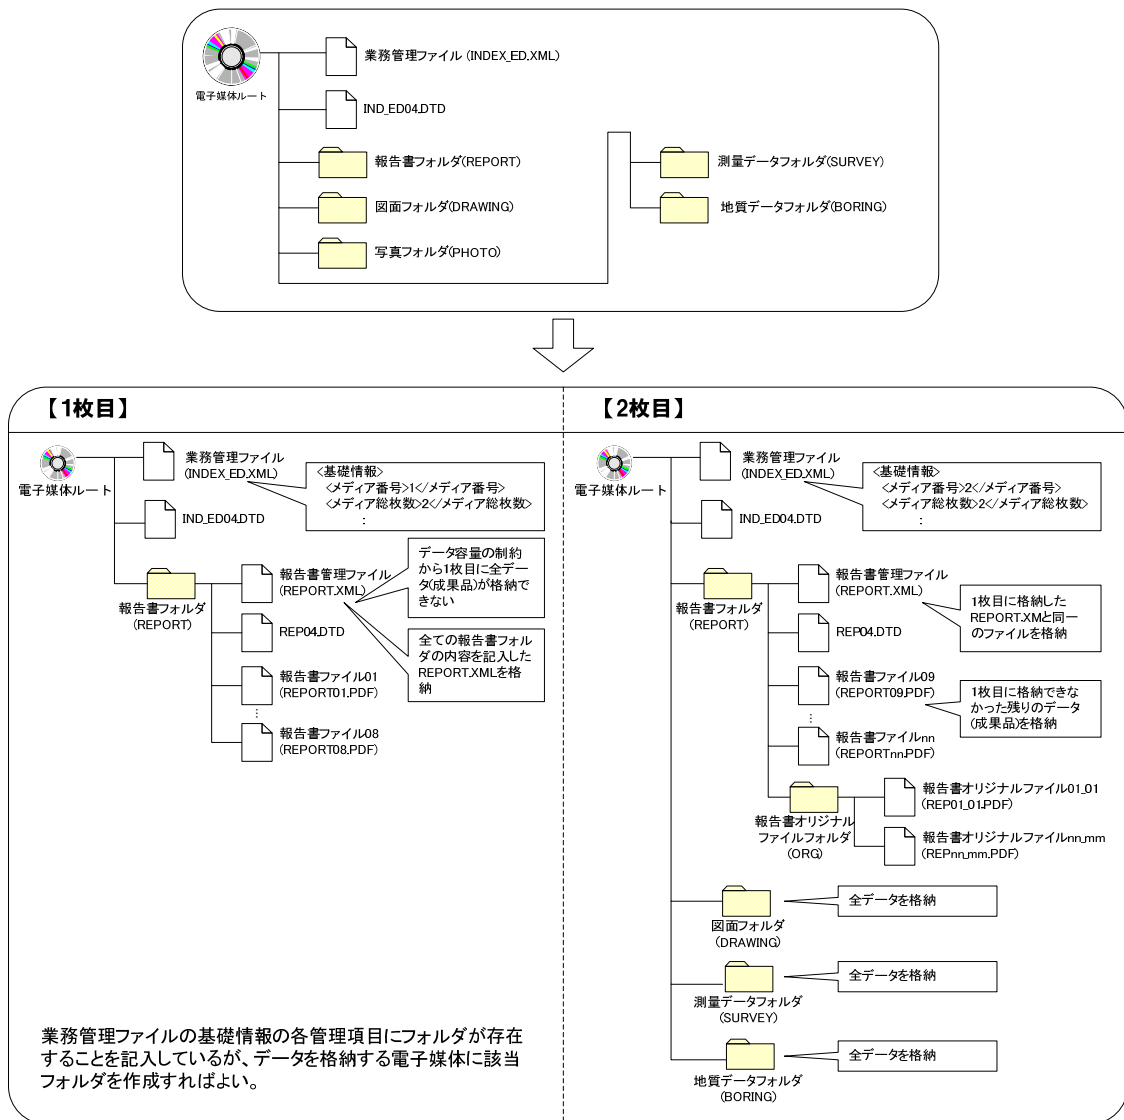 業務管理ファイル (INDEX_ED.XML)
電子媒体ルート
IND_ED04.DTD
報告書フォルダ(REPORT)
図面フォルダ(DRAWING)
写真フォルダ(PHOTO)
測量データフォルダ(SURVEY)
地質データフォルダ(BORING)
【1枚目】
電子媒体ルート
業務管理ファイル
(INDEX_ED.XML)
<基礎情報>
<メディア番号>1</メディア番号>
<メディア総枚数>2</メディア総枚数>
:
IND_ED04.DTD
報告書フォルダ
(REPORT)
報告書管理ファイル
(REPORT.XML)
データ容量の制約
から1枚目に全デー
タ(成果品)が格納で
きない
REP04.DTD
全ての報告書フォル
ダの内容を記入した
REPORT.XMLを格
納
報告書ファイル01
(REPORT01.PDF)
…
報告書ファイル08
(REPORT08.PDF)
業務管理ファイルの基礎情報の各管理項目にフォルダが存在
することを記入しているが、データを格納する電子媒体に該当
フォルダを作成すればよい。
【2枚目】
電子媒体ルート
業務管理ファイル
(INDEX_ED.XML)
<基礎情報>
<メディア番号>2</メディア番号>
<メディア総枚数>2</メディア総枚数>
:
IND_ED04.DTD
報告書フォルダ
(REPORT)
報告書管理ファイル
(REPORT.XML)
1枚目に格納した
REPORT.XMと同一
のファイルを格納
REP04.DTD
報告書ファイル09
(REPORT09.PDF)
1枚目に格納できな
かった残りのデータ
(成果品)を格納
…
報告書ファイルnn
(REPORTnn.PDF)
報告書オリジナル
ファイルフォルダ
(ORG)
報告書オリジナルファイル01_01
(REP01_01.PDF)
報告書オリジナルファイルnn_mm
(REPnn_mm.PDF)
図面フォルダ
(DRAWING)
全データを格納
測量データフォルダ
(SURVEY)
全データを格納
地質データフォルダ
(BORING)
全データを格納